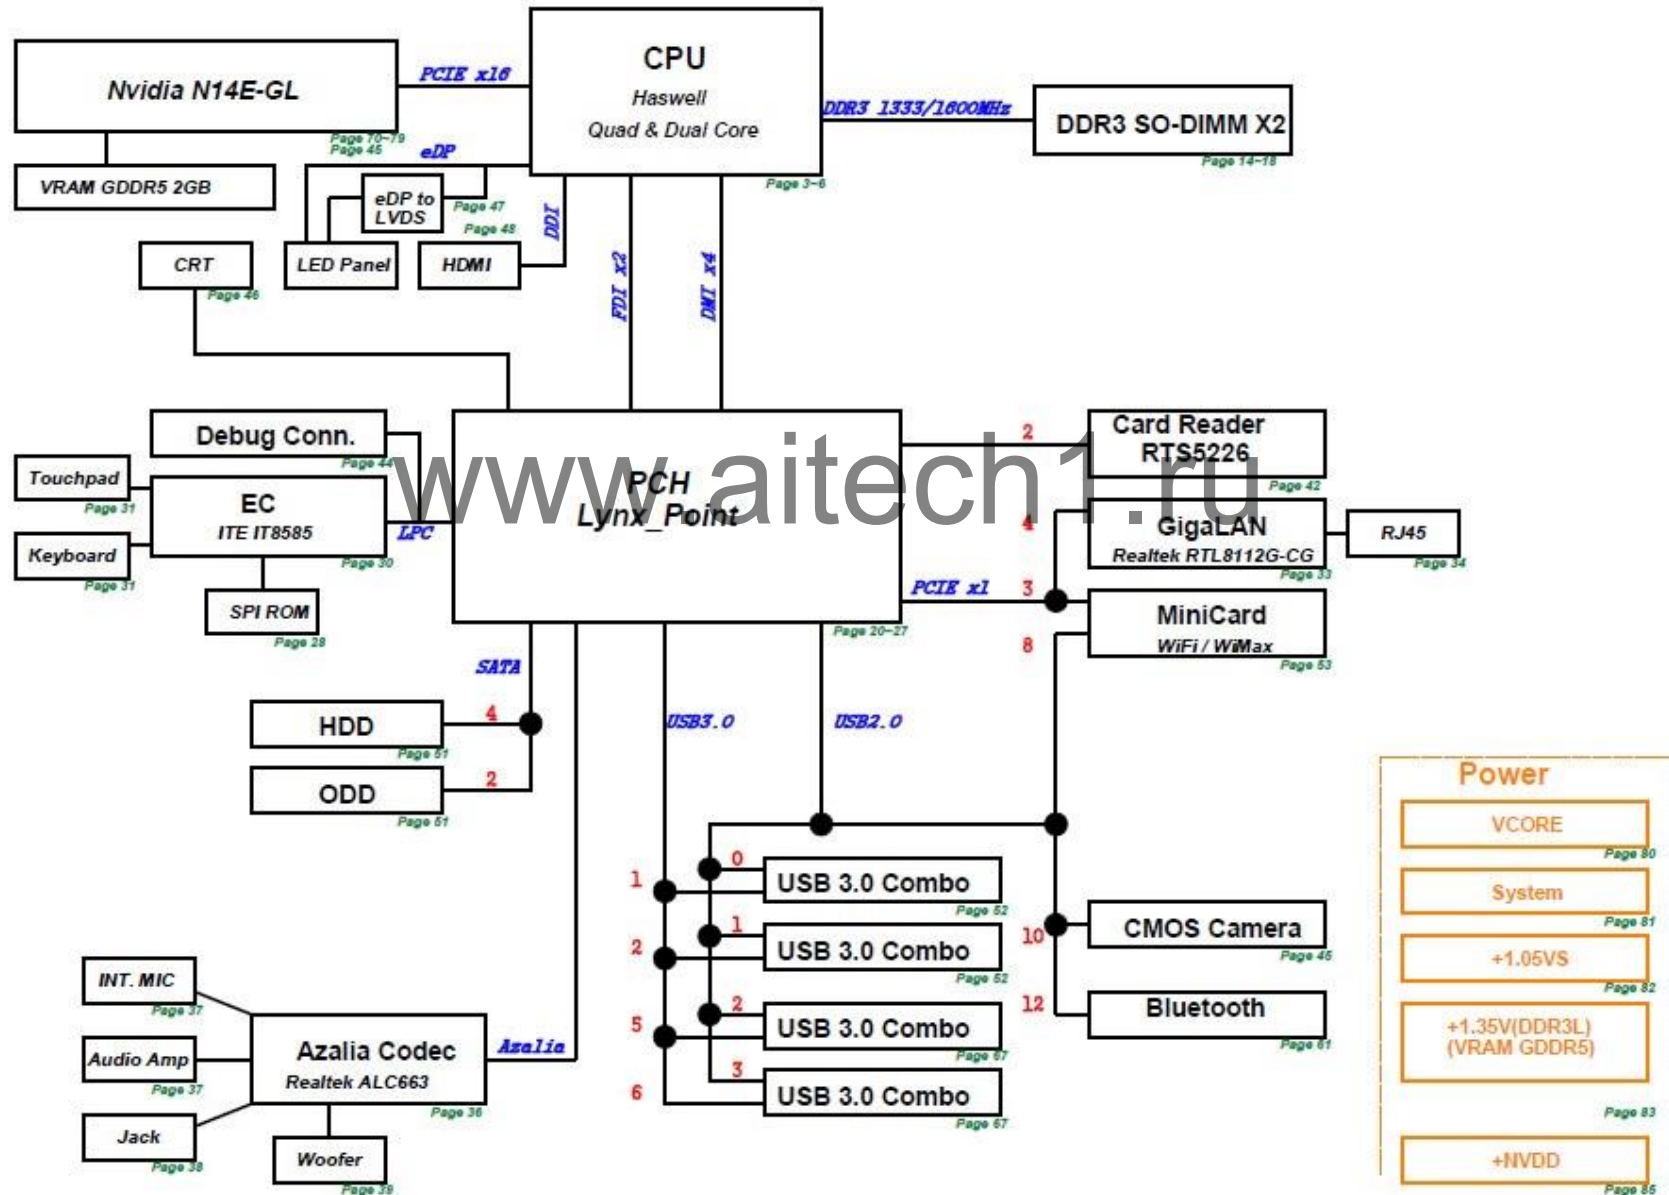 CPU
Haswell
Quad & Dual Core
Page 3~6
Nvidia N14E-GL
Page 70~79
PCIE x16
VRAM GDDR5 2GB
Page 45
eDP
eDP to
LVDS
Page 47
Page 48
DDI
DDR3 1333/1600MHz
DDR3 SO-DIMM X2
Page 14~18
CRT
Page 46
LED Panel
HDMI
FDI x2
DMI x4
Debug Conn.
Page 44
Touchpad
Page 31
Keyboard
Page 31
EC
ITE IT8585
Page 30
LPC
SPI ROM
Page 28
PCH
Lynx_Point
Page 20~27
www.aitech1.ru
2
Card Reader
RTS5226
Page 42
4
GigaLAN
Realtek RTL8112G-CG
Page 33
RJ45
Page 34
PCIE x1
3
MiniCard
WiFi / WiMax
Page 53
8
SATA
HDD
4
Page 51
ODD
2
Page 51
USB3.0
USB2.0
1
0
USB 3.0 Combo
Page 52
2
1
USB 3.0 Combo
Page 52
5
2
USB 3.0 Combo
Page 67
6
3
USB 3.0 Combo
Page 67
10
CMOS Camera
Page 45
12
Bluetooth
Page 61
INT. MIC
Page 37
Audio Amp
Page 37
Jack
Page 38
Azalia Codec
Realtek ALC663
Page 36
Azalia
Woofer
Page 39
Power
VCORE
Page 80
System
Page 81
+1.05VS
Page 82
+1.35V(DDR3L)
(VRAM GDDR5)
Page 83
+NVDD
Page 85